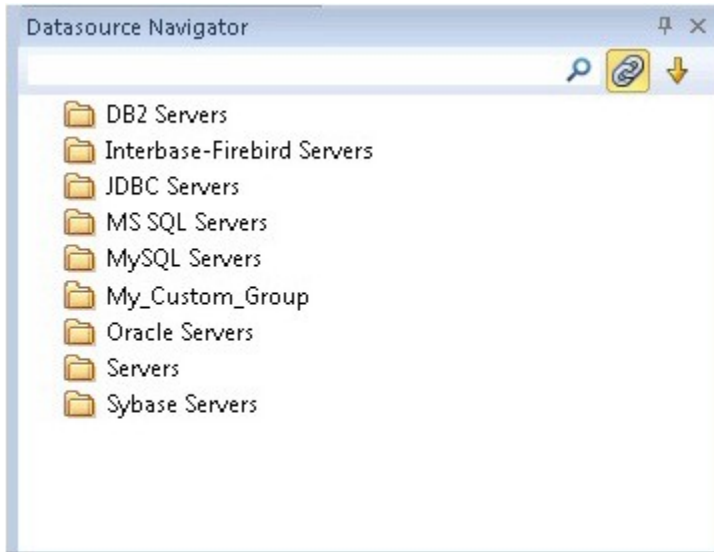 Datasource Navigator
DB2 Servers
Interbase-Firebird Servers
JDBC Servers
MS SQL Servers
MySQL Servers
My_Custom_Group
Oracle Servers
Servers
Sybase Servers